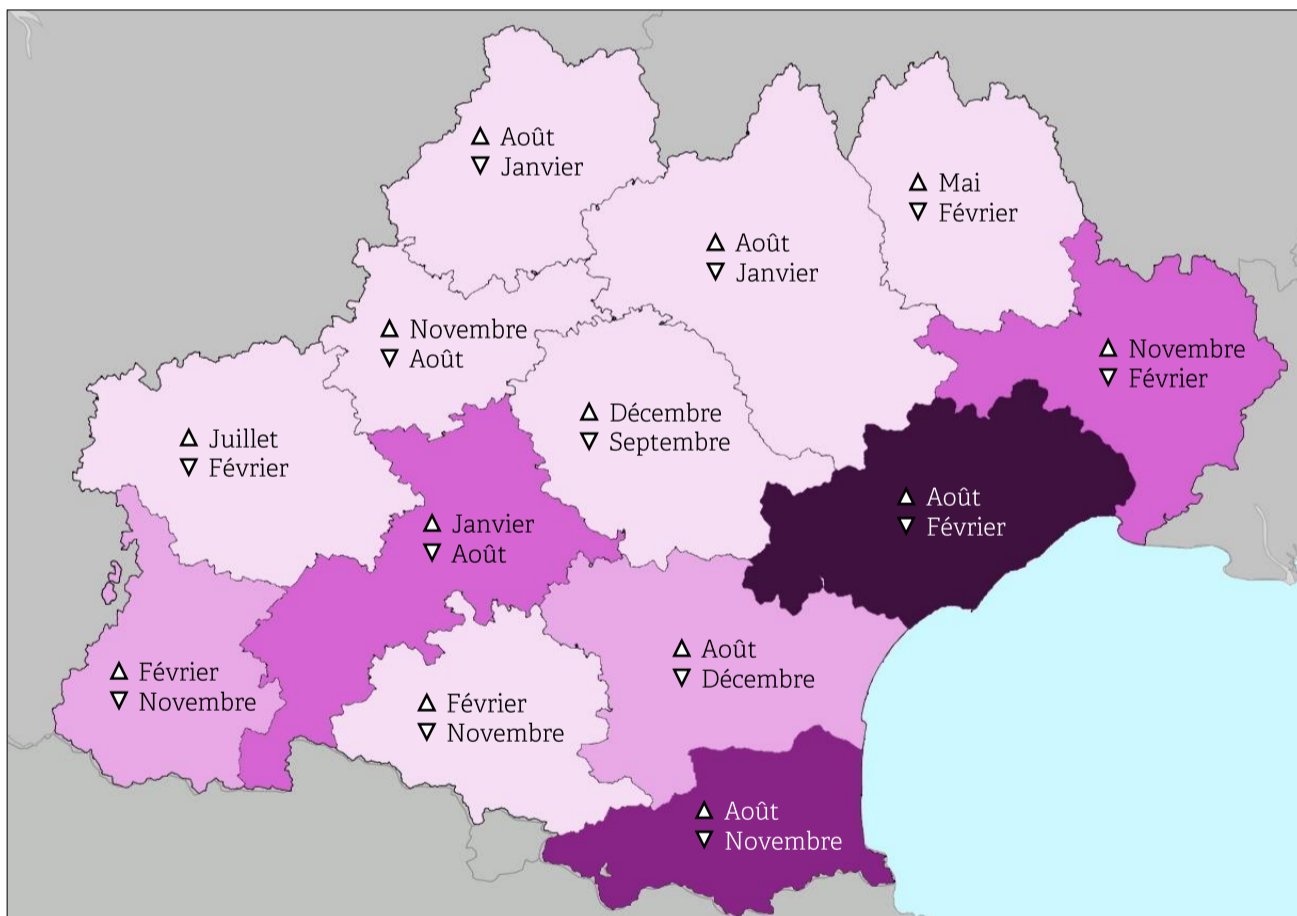 △ Août
▽ Janvier
△ Mai
▽ Février
△ Août
▽ Janvier
△ Novembre
▽ Août
△ Novembre
▽ Février
△ Décembre
▽ Septembre
△ Juillet
▽ Février
△ Août
▽ Février
△ Janvier
▽ Août
△ Août
▽ Décembre
△ Février
▽ Novembre
△ Février
▽ Novembre
△ Août
▽ Novembre